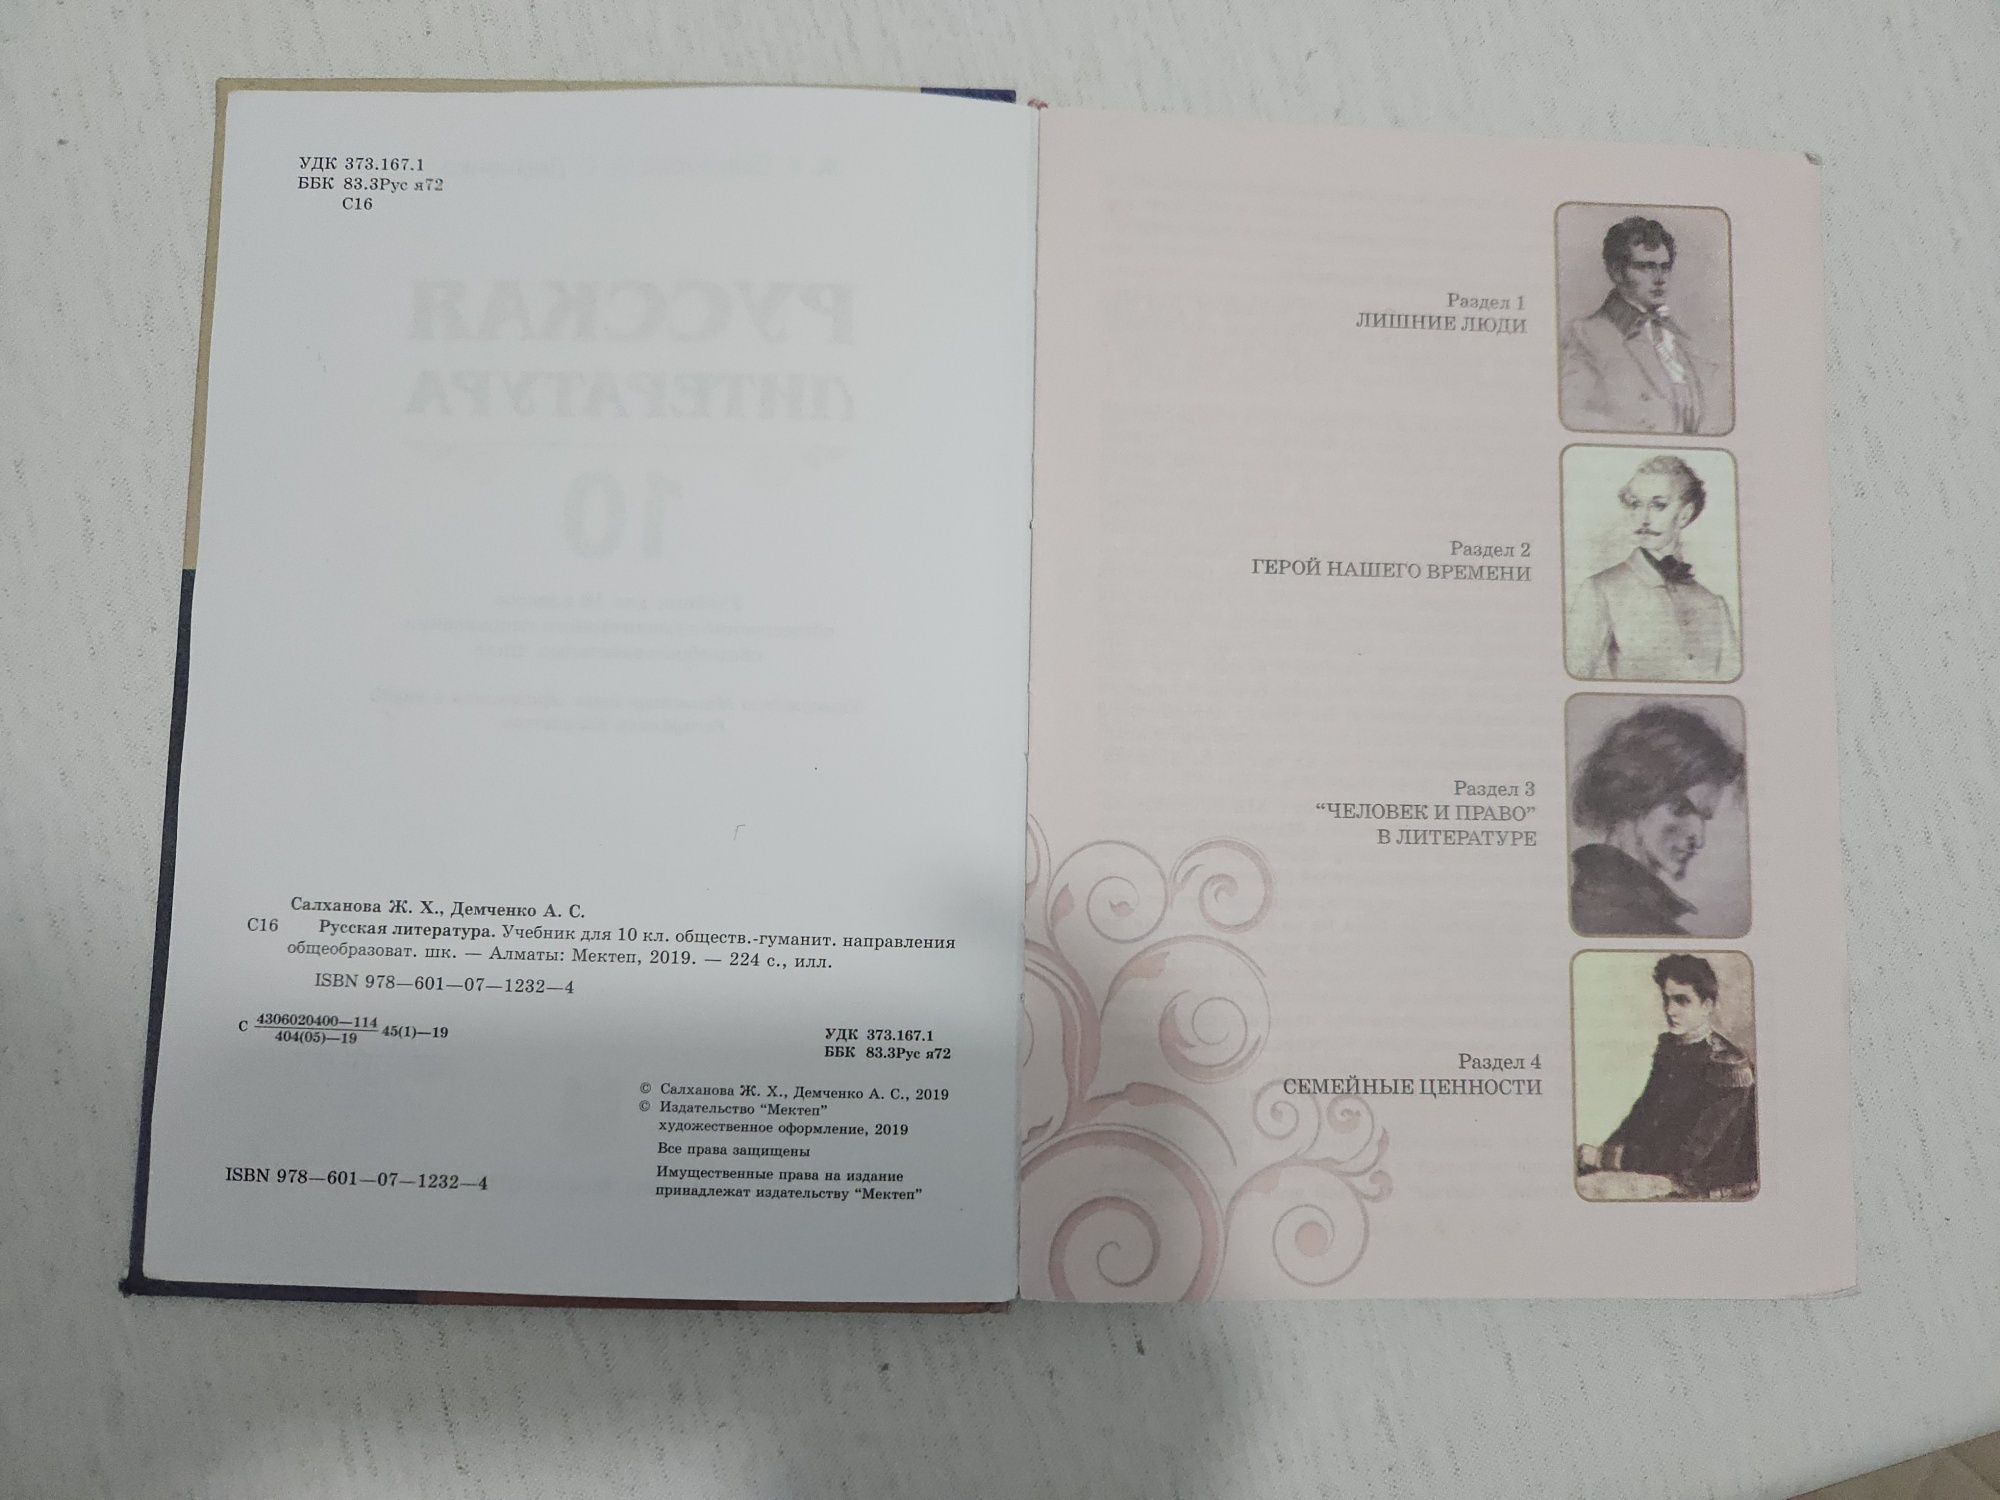 УДК 373.167.1
ББК 83.3Рус я72
С16
РУССКАЯ
ЛИТЕРАТУРА
10
Салханова Ж. Х., Демченко А. С.
С16 Русская литература. Учебник для 10 кл. обществ.-гуманит. направления
общеобразоват. шк. — Алматы: Мектеп, 2019. — 224 с., илл.
ISBN 978—601—07—1232—4
С 4306020400—114 45(1)—19
404(05)—19
УДК 373.167.1
ББК 83.3Рус я72
© Салханова Ж. Х., Демченко А. С., 2019
© Издательство “Мектеп”
художественное оформление, 2019
Все права защищены
Имущественные права на издание
принадлежат издательству “Мектеп”
ISBN 978—601—07—1232—4
Раздел 1
ЛИШНИЕ ЛЮДИ
Раздел 2
ГЕРОЙ НАШЕГО ВРЕМЕНИ
Раздел 3
“ЧЕЛОВЕК И ПРАВО”
В ЛИТЕРАТУРЕ
Раздел 4
СЕМЕЙНЫЕ ЦЕННОСТИ